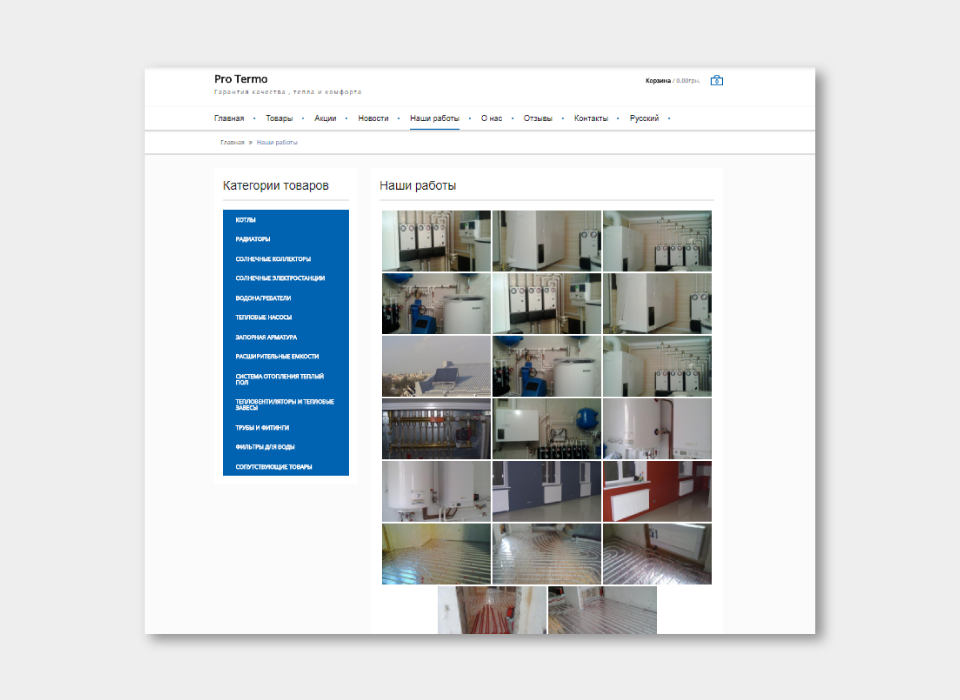 Pro Termo
Гарантия качества , тепла и комфорта
Корзина / 0.00грн.
0
Главная • Товары • Акции • Новости • Наши работы • О нас • Отзывы • Контакты • Русский •
Главная » Наши работы
Категории товаров
КОТЛЫ
РАДИАТОРЫ
СОЛНЕЧНЫЕ КОЛЛЕКТОРЫ
СОЛНЕЧНЫЕ ЭЛЕКТРОСТАНЦИИ
ВОДОНАГРЕВАТЕЛИ
ТЕПЛОВЫЕ НАСОСЫ
ЗАПОРНАЯ АРМАТУРА
РАСШИРИТЕЛЬНЫЕ ЕМКОСТИ
СИСТЕМА ОТОПЛЕНИЯ ТЕПЛЫЙ
ПОЛ
ТЕПЛОВЕНТИЛЯТОРЫ И ТЕПЛОВЫЕ
ЗАВЕСЫ
ТРУБЫ И ФИТИНГИ
ФИЛЬТРЫ ДЛЯ ВОДЫ
СОПУТСТВУЮЩИЕ ТОВАРЫ
Наши работы